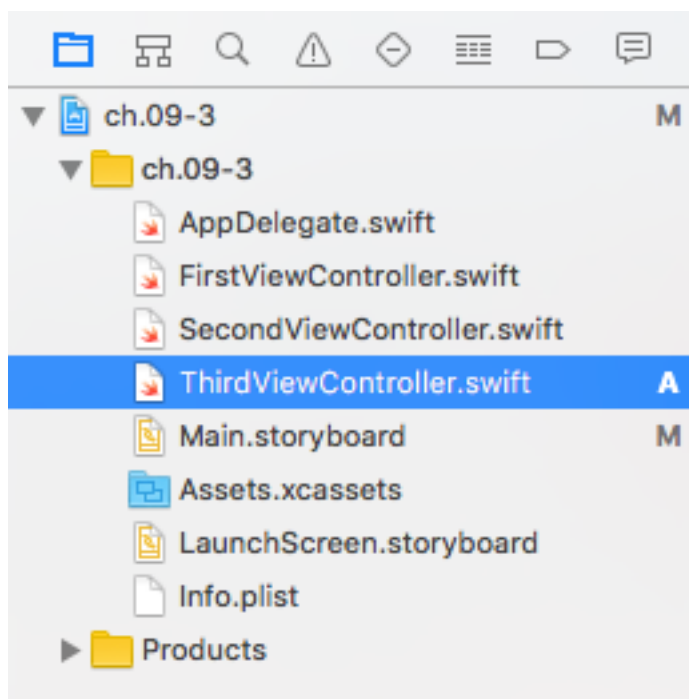 ch.09-3 M
ch.09-3
AppDelegate.swift
FirstViewController.swift
SecondViewController.swift
ThirdViewController.swift A
Main.storyboard M
Assets.xcassets
LaunchScreen.storyboard
Info.plist
Products